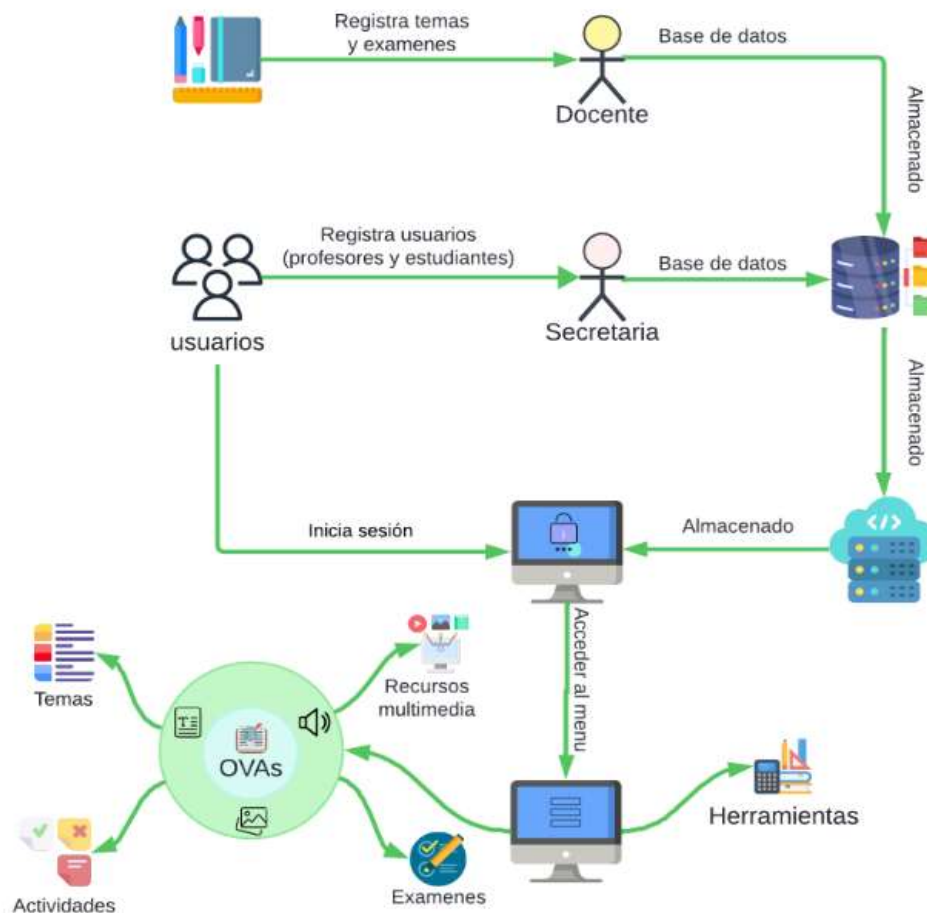 Registra temas
y examenes
Base de datos
Docente
Almacenado
Registra usuarios
(profesores y estudiantes)
Base de datos
usuarios
Secretaria
Almacenado
Inicia sesión
Almacenado
</>
Acceder al menu
Temas
Recursos
multimedia
OVAs
Herramientas
Actividades
Examenes